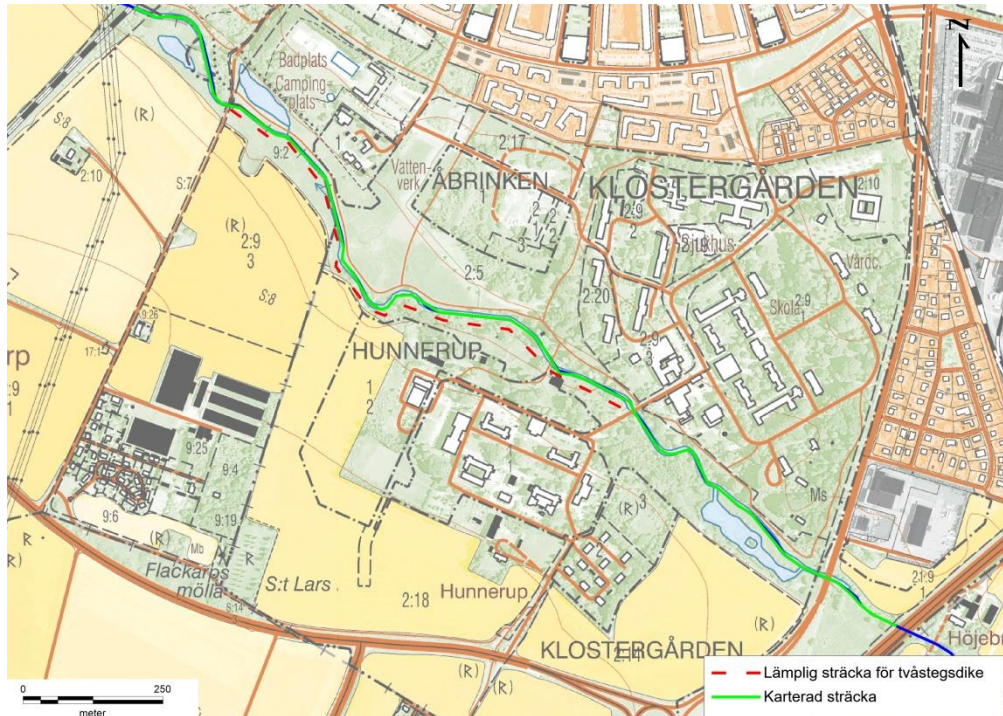 N
Badplats
Camping-
plats
(R)
S:8
2:10
S:7
9:2
1
Vatten-
verk
2:17
ÅBRINKEN
KLOSTERGÅRDEN
1
3
2:9
2
2:10
Sjukhus
Vårdc.
2:5
2:20
Skola
2:9
2:9
3
(R)
2:9
3
S:8
9:26
17:1
rp
:9
1
HUNNERUP
1
2
9:25
9:4
9:6
9:19
(R)
R
Mb
Flackarps
mölla
S:14
S:t Lars
2:18
Hunnerup
3
(R)
Ms
21:9
1
Höjebr
KLOSTERGÅRDEN
(R)
(R)
(R)
(R)
0 250
meter
Lämplig sträcka för tvåstegsdike
Karterad sträcka